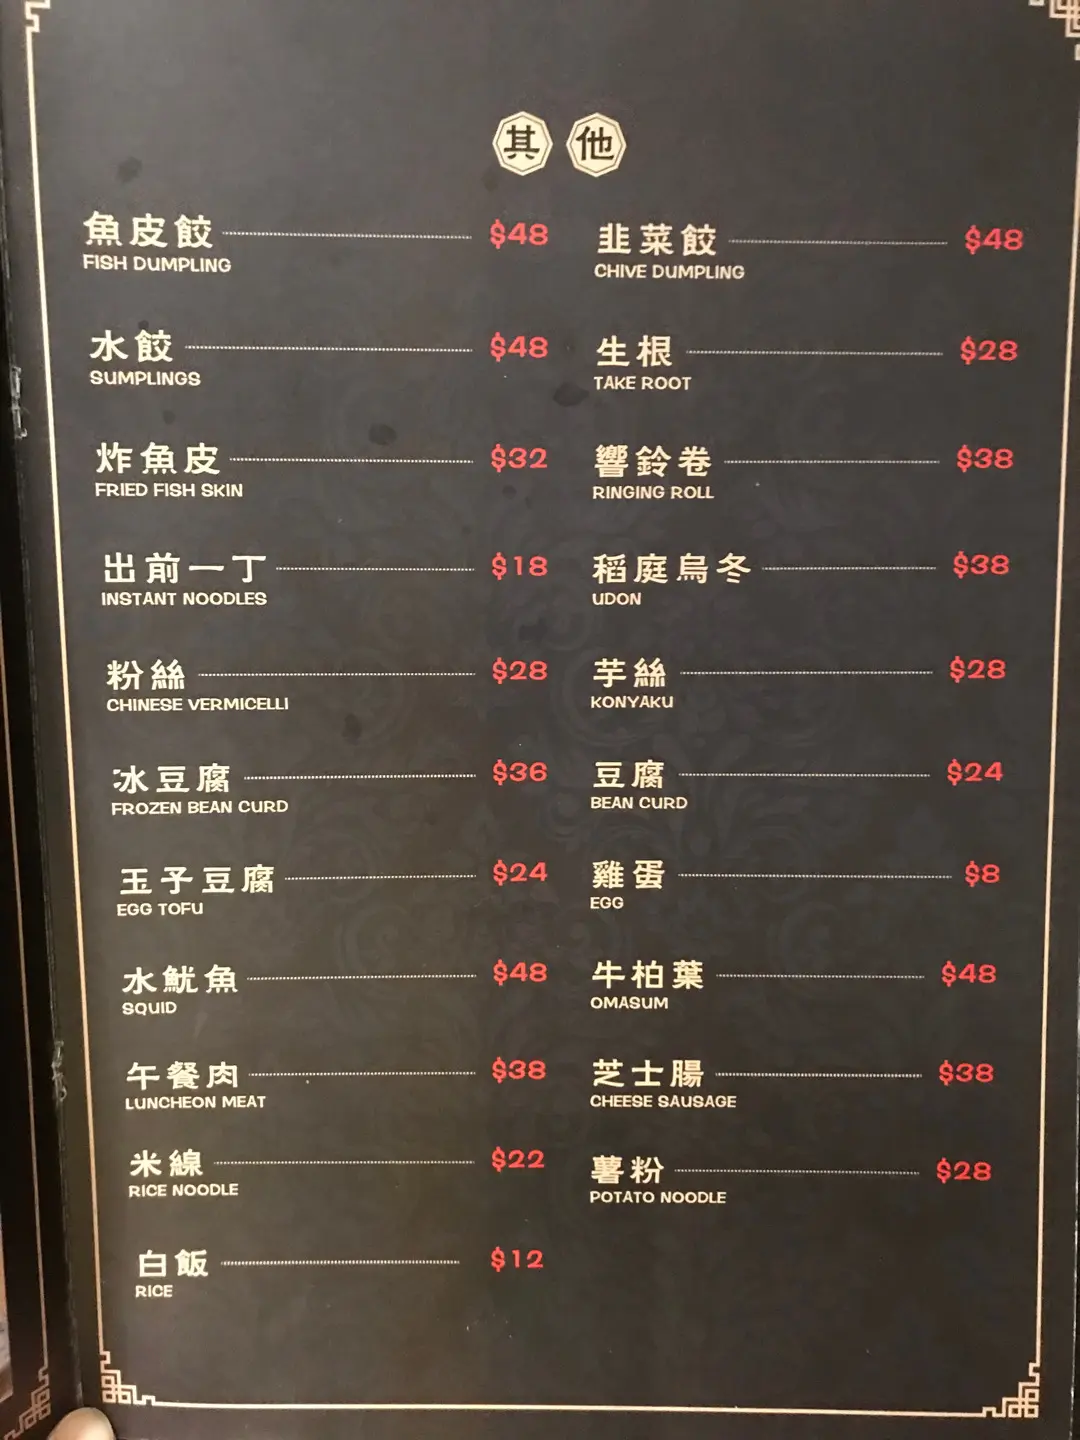 其他
魚皮餃 $48
FISH DUMPLING
水餃 $48
SUMPLINGS
炸魚皮 $32
FRIED FISH SKIN
出前一丁 $18
INSTANT NOODLES
粉絲 $28
CHINESE VERMICELLI
冰豆腐 $36
FROZEN BEAN CURD
玉子豆腐 $24
EGG TOFU
水魷魚 $48
SQUID
午餐肉 $38
LUNCHEON MEAT
米線 $22
RICE NOODLE
白飯 $12
RICE
韭菜餃 $48
CHIVE DUMPLING
生根 $28
TAKE ROOT
響鈴卷 $38
RINGING ROLL
稻庭烏冬 $38
UDON
芋絲 $28
KONYAKU
豆腐 $24
BEAN CURD
雞蛋 $8
EGG
牛柏葉 $48
OMASUM
芝士腸 $38
CHEESE SAUSAGE
薯粉 $28
POTATO NOODLE